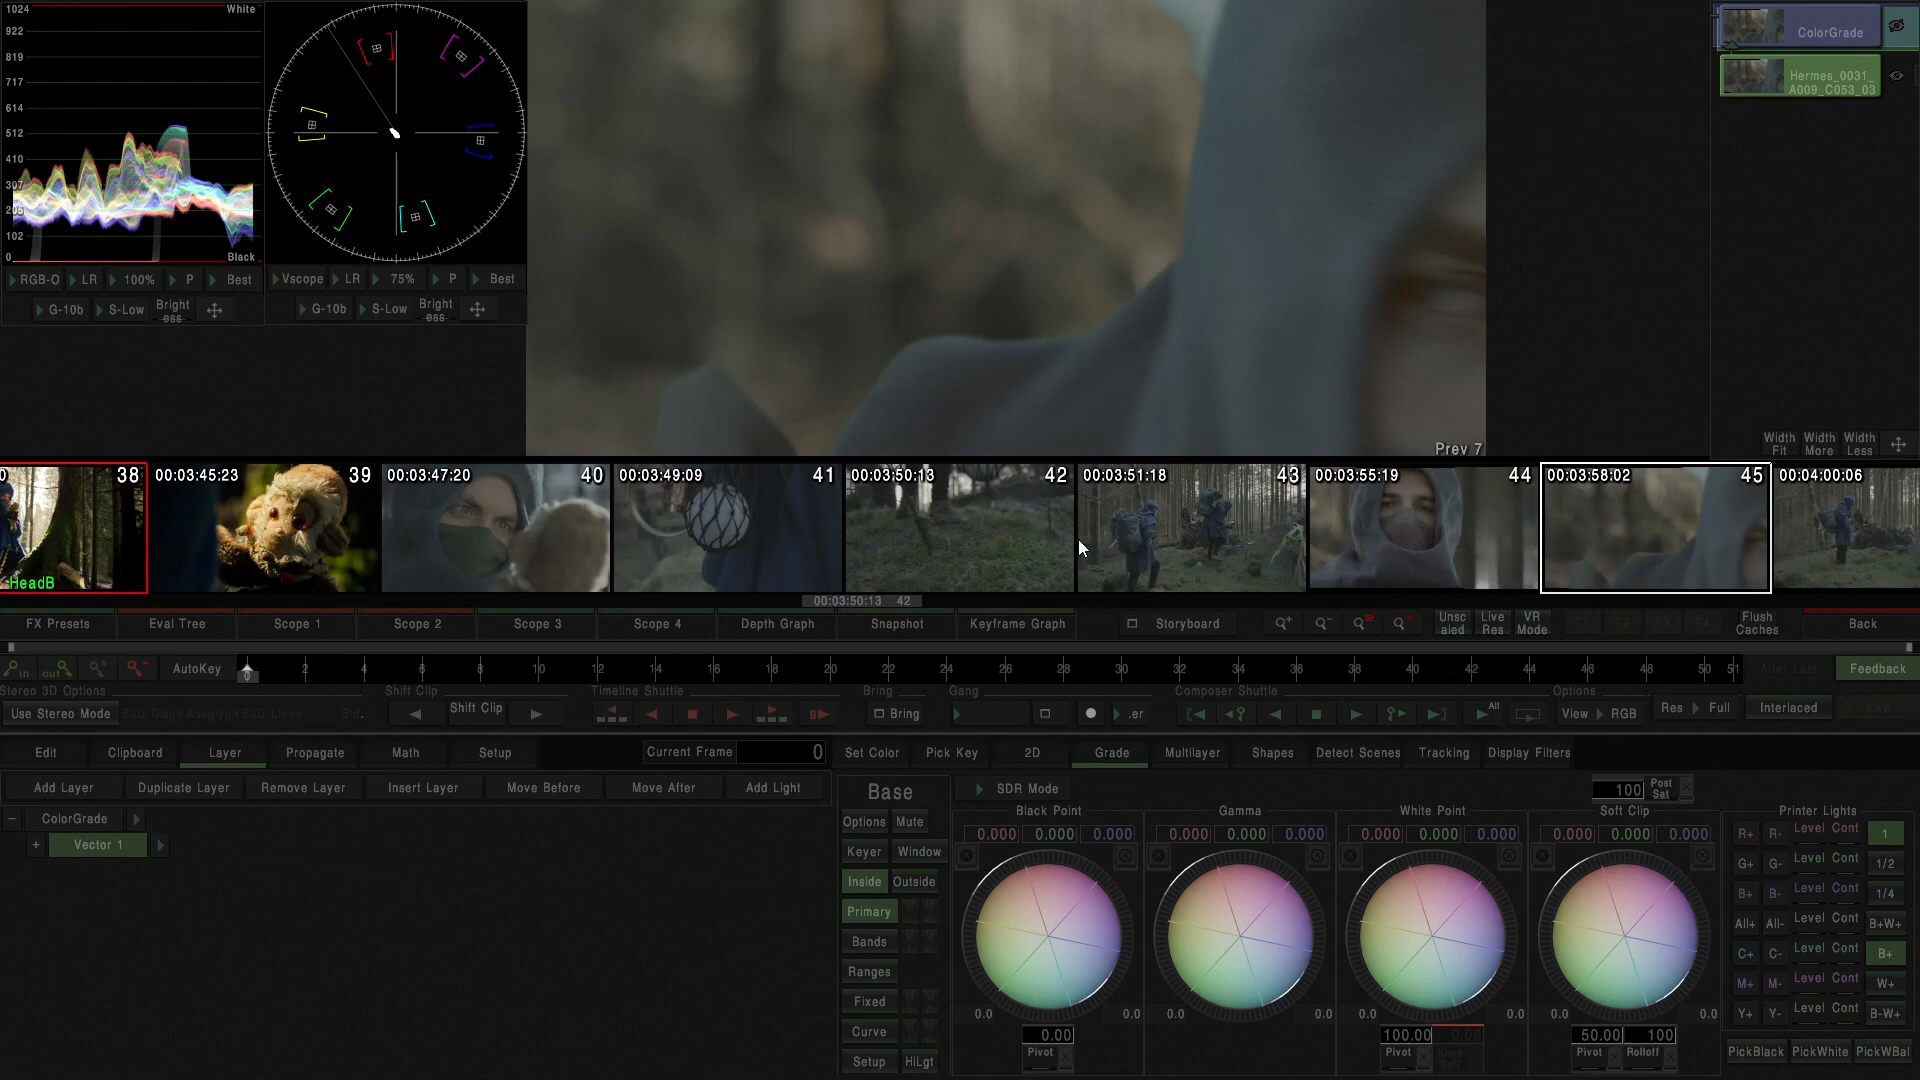 1024 White
922
819
717
614
512
410
307
205
102
0 Black
RGB-O LR 100% P Best
G-10b S-Low Bright ess
Vscope LR 75% P Best
G-10b S-Low Bright ess
Prev 7
ColorGrade
Hermes_0031_
A009_C053_03
Width Fit Width More Width Less
38 HeadB
00:03:45:23 39
00:03:47:20 40
00:03:49:09 41
00:03:50:13 42
00:03:51:18 43
00:03:55:19 44
00:03:58:02 45
00:04:00:06
00:03:50:13 42
FX Presets Eval Tree Scope 1 Scope 2 Scope 3 Scope 4 Depth Graph Snapshot Keyframe Graph Storyboard Unsc aled Live Res VR Mode T1 T2 T3 T4 Flush Caches Back
in out AutoKey 0 2 4 6 8 10 12 14 16 18 20 22 24 26 28 30 32 34 36 38 40 42 44 46 48 50 51 After Last Feedback
Stereo 3D Options Shift Clip Timeline Shuttle Bring Gang Composer Shuttle Options
Use Stereo Mode Shift Clip B Bring .er All View RGB Res Full Interlaced Live
Edit Clipboard Layer Propagate Math Setup Current Frame 0 Set Color Pick Key 2D Grade Multilayer Shapes Detect Scenes Tracking Display Filters
Add Layer Duplicate Layer Remove Layer Insert Layer Move Before Move After Add Light
ColorGrade
+ Vector 1
Base
Options Mute
Keyer Window
Inside Outside
Primary
Bands
Ranges
Fixed
Curve
Setup HiLgt
SDR Mode 100 Post Sat
Black Point Gamma White Point Soft Clip Printer Lights
0.000 0.000 0.000 0.000 0.000 0.000 0.000 0.000 0.000 0.000 0.000 0.000
0.0 0.0 0.0 0.0 0.0 0.0 0.0 0.0
0.00 100.00 0.00 50.00 100
Pivot Pivot Pivot Rolloff
R+ R- Level Cont 1
G+ G- Level Cont 1/2
B+ B- Level Cont 1/4
All+ All- Level Cont B+W+
C+ C- Level Cont B+
M+ M- Level Cont W+
Y+ Y- Level Cont B-W+
PickBlack PickWhite PickWBal